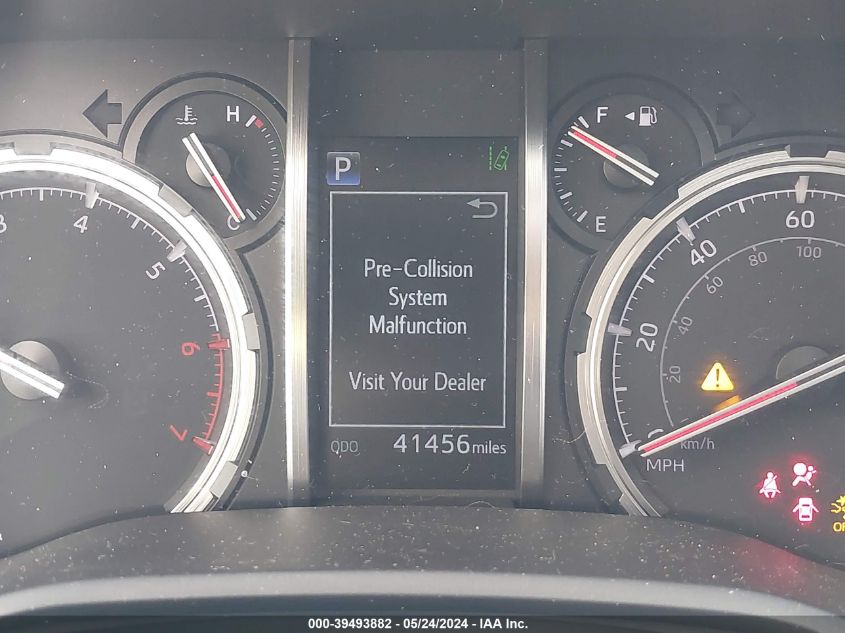 H
C
F
E
3
4
5
6
7
P
Pre-Collision
System
Malfunction
Visit Your Dealer
ODO 41456 miles
20
40
60
20
40
60
80
100
km/h
MPH
000-39493882 - 05/24/2024 - IAA Inc.